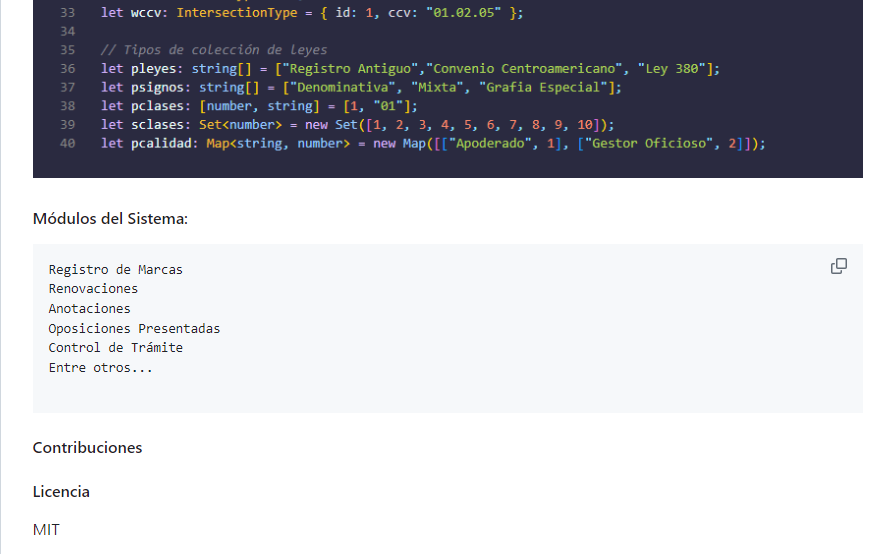 33 let wccv: IntersectionType = { id: 1, ccv: "01.02.05" };
34
35 // Tipos de colección de leyes
36 let pleyes: string[] = ["Registro Antiguo","Convenio Centroamericano", "Ley 380"];
37 let psignos: string[] = ["Denominativa", "Mixta", "Grafia Especial"];
38 let pclases: [number, string] = [1, "01"];
39 let sclases: Set<number> = new Set([1, 2, 3, 4, 5, 6, 7, 8, 9, 10]);
40 let pcalidad: Map<string, number> = new Map([["Apoderado", 1], ["Gestor Oficioso", 2]]);
Módulos del Sistema:
Registro de Marcas
Renovaciones
Anotaciones
Oposiciones Presentadas
Control de Trámite
Entre otros...
Contribuciones
Licencia
MIT